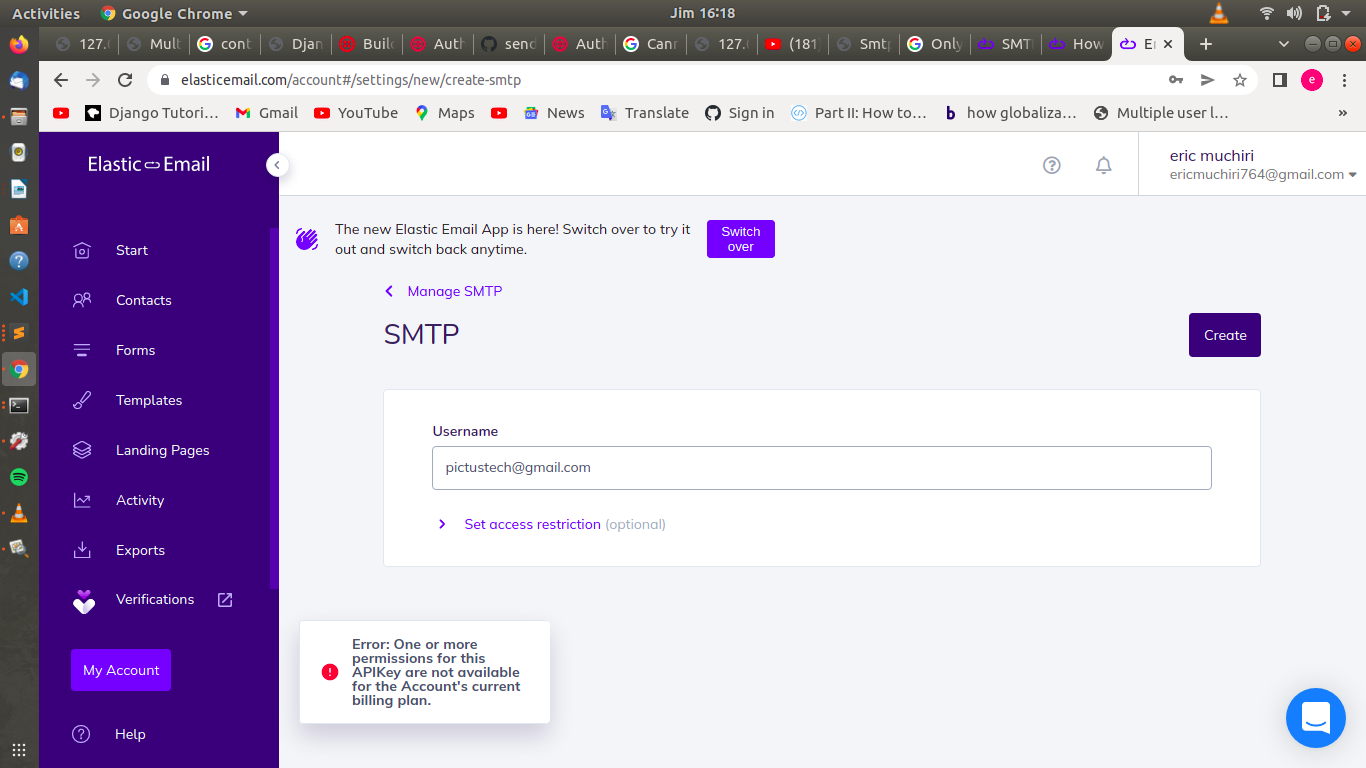 Activities
Google Chrome
Jim 16:18
127.(
Mult
cont
Djan
Builc
Auth
send
Auth
Canr
127.(
(181)
Smtp
Only
SMT
How
El
elasticemail.com/account#/settings/new/create-smtp
e
Django Tutori…
Gmail
YouTube
Maps
News
Translate
Sign in
Part II: How to…
how globaliza…
Multiple user l…
»
Elastic Email
eric muchiri
ericmuchiri764@gmail.com
The new Elastic Email App is here! Switch over to try it
out and switch back anytime.
Switch
over
Start
Contacts
Forms
Templates
Landing Pages
Activity
Exports
Verifications
My Account
Help
Manage SMTP
SMTP
Create
Username
pictustech@gmail.com
Set access restriction (optional)
Error: One or more
permissions for this
APIKey are not available
for the Account's current
billing plan.